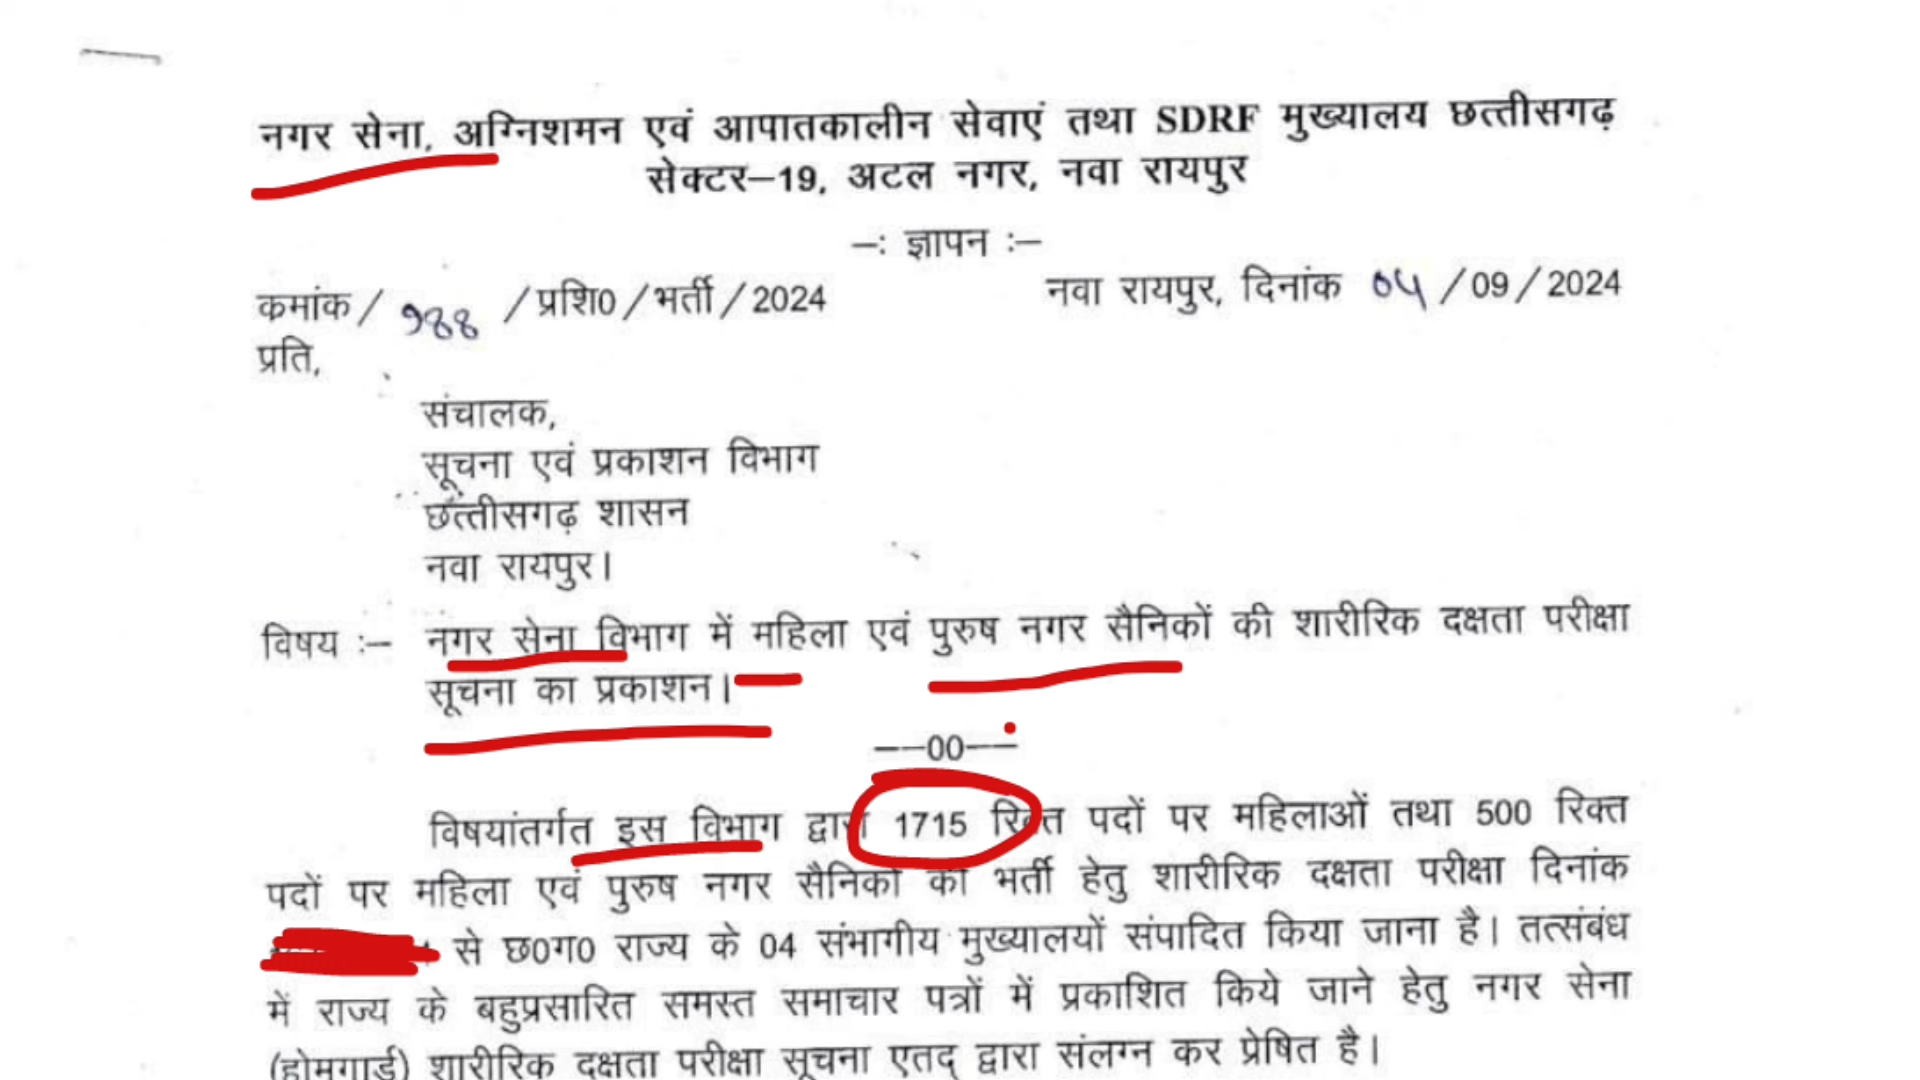 नगर सेना, अग्निशमन एवं आपातकालीन सेवाएं तथा SDRF मुख्यालय छत्तीसगढ़
सेक्टर–19, अटल नगर, नवा रायपुर
–: ज्ञापन :–
कमांक / 988 / प्रशि0 / भर्ती / 2024 नवा रायपुर, दिनांक 04 / 09 / 2024
प्रति,
संचालक,
सूचना एवं प्रकाशन विभाग
छत्तीसगढ़ शासन
नवा रायपुर।
विषय :– नगर सेना विभाग में महिला एवं पुरुष नगर सैनिकों की शारीरिक दक्षता परीक्षा
सूचना का प्रकाशन।
––00––
विषयांतर्गत इस विभाग द्वारा 1715 रिक्त पदों पर महिलाओं तथा 500 रिक्त
पदों पर महिला एवं पुरुष नगर सैनिकों की भर्ती हेतु शारीरिक दक्षता परीक्षा दिनांक
से छ0ग0 राज्य के 04 संभागीय मुख्यालयों संपादित किया जाना है। तत्संबंध
में राज्य के बहुप्रसारित समस्त समाचार पत्रों में प्रकाशित किये जाने हेतु नगर सेना
(होमगार्ड) शारीरिक दक्षता परीक्षा सूचना एतद् द्वारा संलग्न कर प्रेषित है।